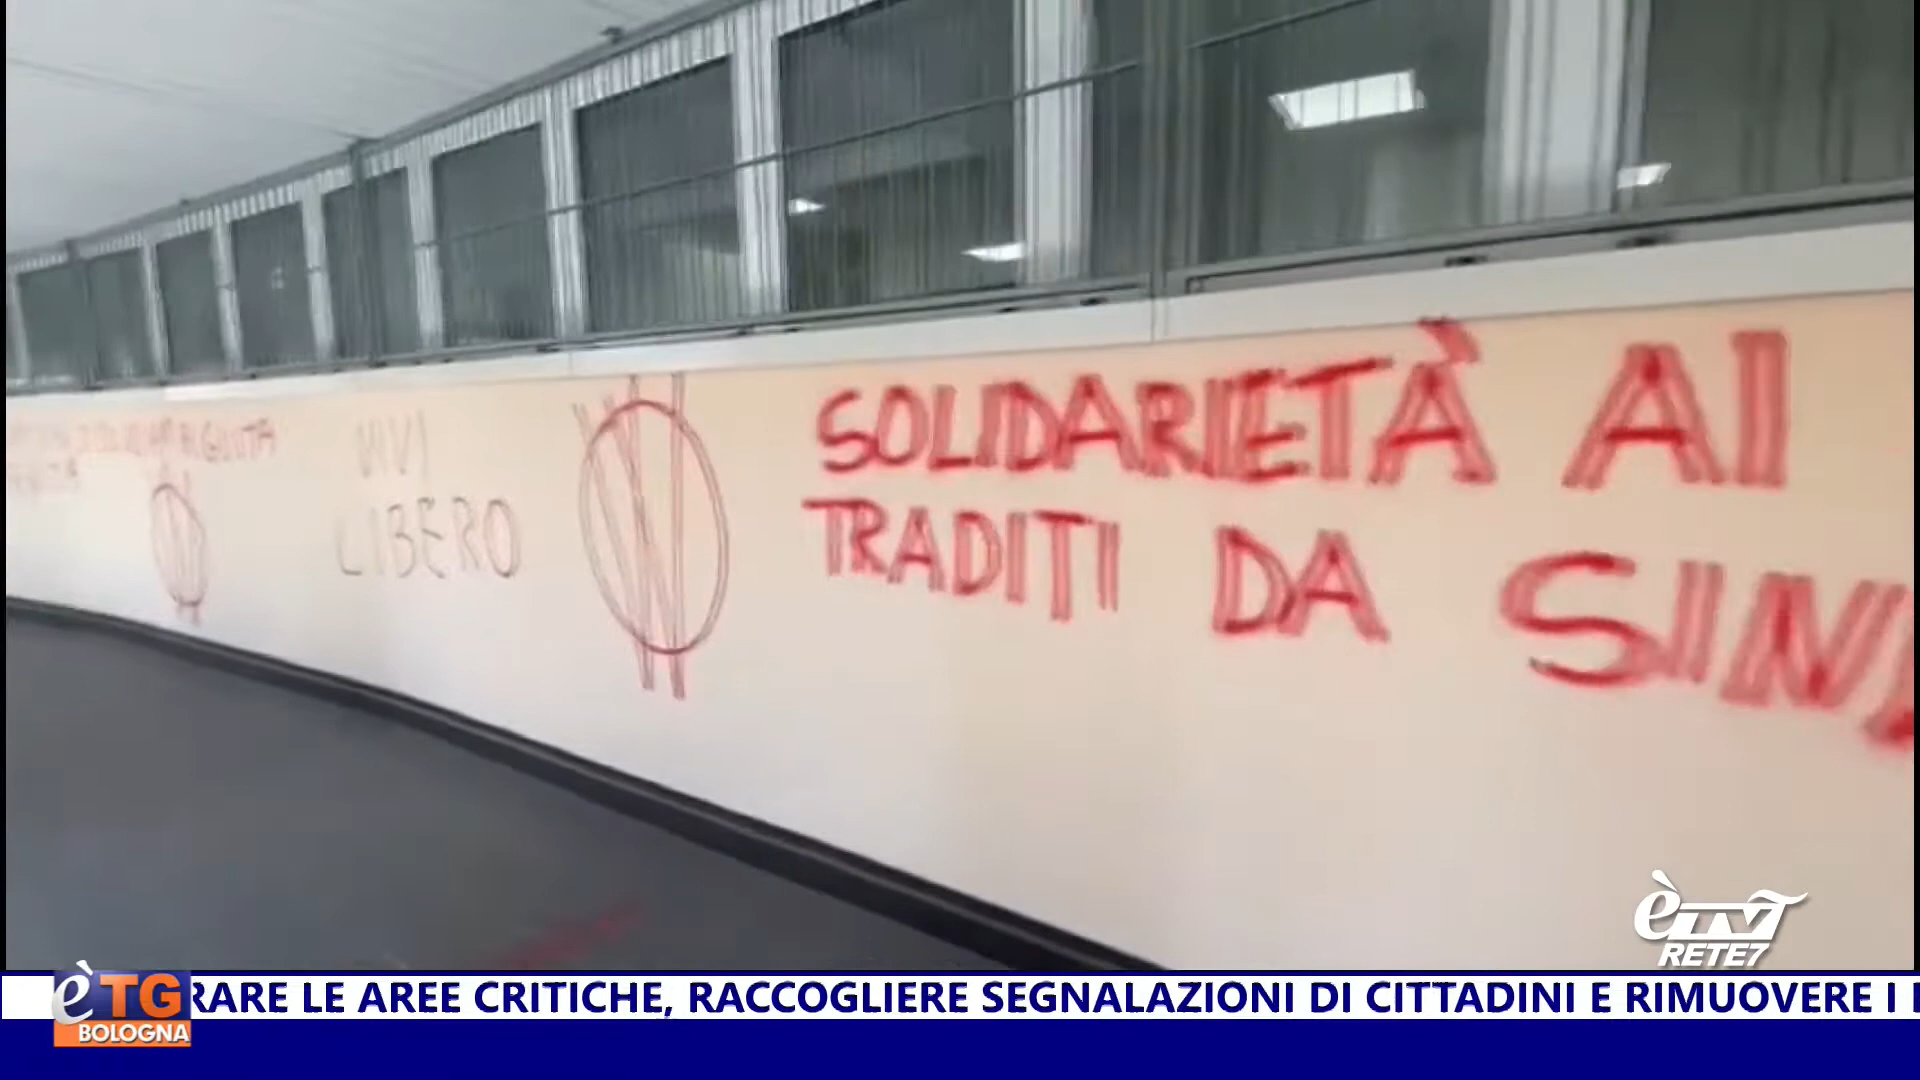 SOLIDARIETÀ AI
TRADITI DA SIN
VIVI
LIBERO
èTV
RETE7
èTG
BOLOGNA
RARE LE AREE CRITICHE, RACCOGLIERE SEGNALAZIONI DI CITTADINI E RIMUOVERE I